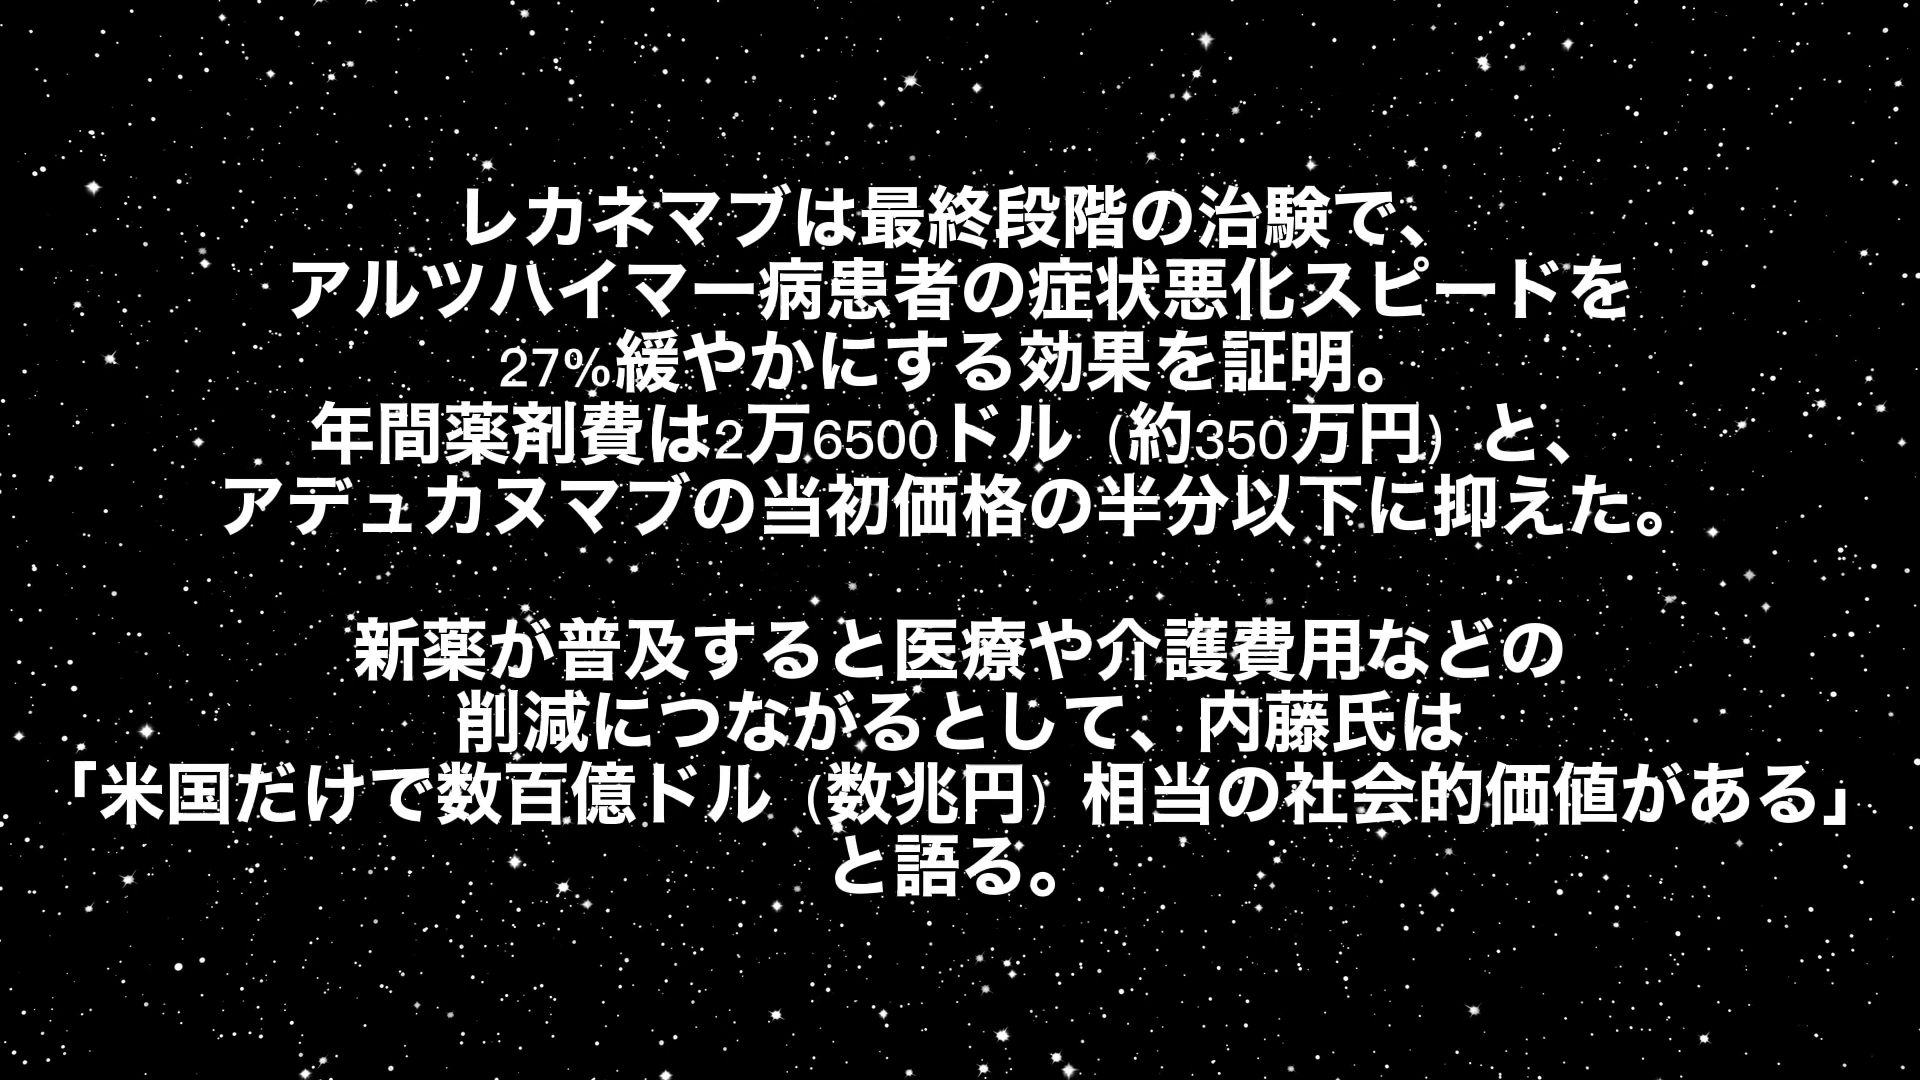 レカネマブは最終段階の治験で、
アルツハイマー病患者の症状悪化スピードを
27%緩やかにする効果を証明。
年間薬剤費は2万6500ドル（約350万円）と、
アデュカヌマブの当初価格の半分以下に抑えた。
新薬が普及すると医療や介護費用などの
削減につながるとして、内藤氏は
「米国だけで数百億ドル（数兆円）相当の社会的価値がある」
と語る。